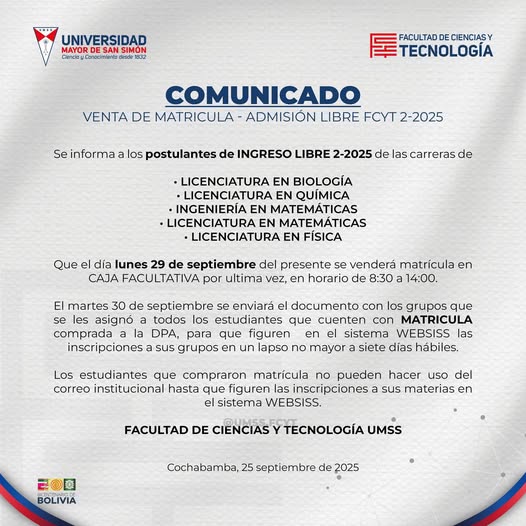 UNIVERSIDAD
MAYOR DE SAN SIMÓN
Ciencia y Conocimiento desde 1832
FACULTAD DE CIENCIAS Y
TECNOLOGÍA
COMUNICADO
VENTA DE MATRICULA - ADMISIÓN LIBRE FCYT 2-2025
Se informa a los postulantes de INGRESO LIBRE 2-2025 de las carreras de
• LICENCIATURA EN BIOLOGÍA
• LICENCIATURA EN QUÍMICA
• INGENIERÍA EN MATEMÁTICAS
• LICENCIATURA EN MATEMÁTICAS
• LICENCIATURA EN FÍSICA
Que el día lunes 29 de septiembre del presente se venderá matrícula en
CAJA FACULTATIVA por ultima vez, en horario de 8:30 a 14:00.
El martes 30 de septiembre se enviará el documento con los grupos que
se les asignó a todos los estudiantes que cuenten con MATRICULA
comprada a la DPA, para que figuren en el sistema WEBSISS las
inscripciones a sus grupos en un lapso no mayor a siete días hábiles.
Los estudiantes que compraron matrícula no pueden hacer uso del
correo institucional hasta que figuren las inscripciones a sus materias en
el sistema WEBSISS.
@UMSS.FCYT
FACULTAD DE CIENCIAS Y TECNOLOGÍA UMSS
Cochabamba, 25 septiembre de 2025
BICENTENARIO DE
BOLIVIA